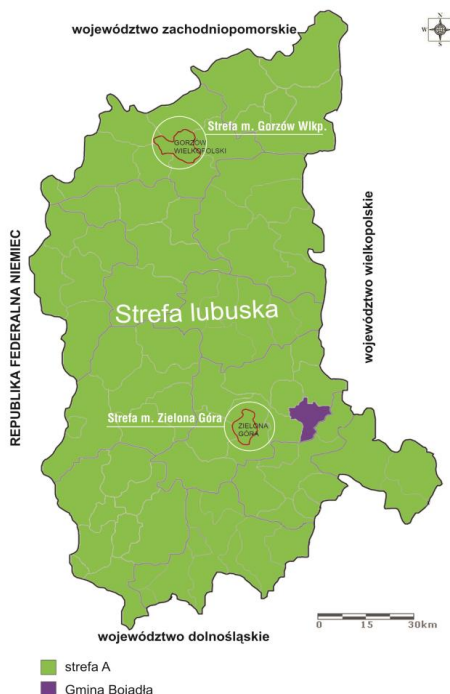 województwo zachodniopomorskie
N
W E
S
Strefa m. Gorzów Wlkp.
GORZÓW
WIELKOPOLSKI
REPUBLIKA FEDERALNA NIEMIEC
województwo wielkopolskie
Strefa lubuska
Strefa m. Zielona Góra
ZIELONA
GÓRA
0 15 30km
województwo dolnośląskie
strefa A
Gmina Bojadła